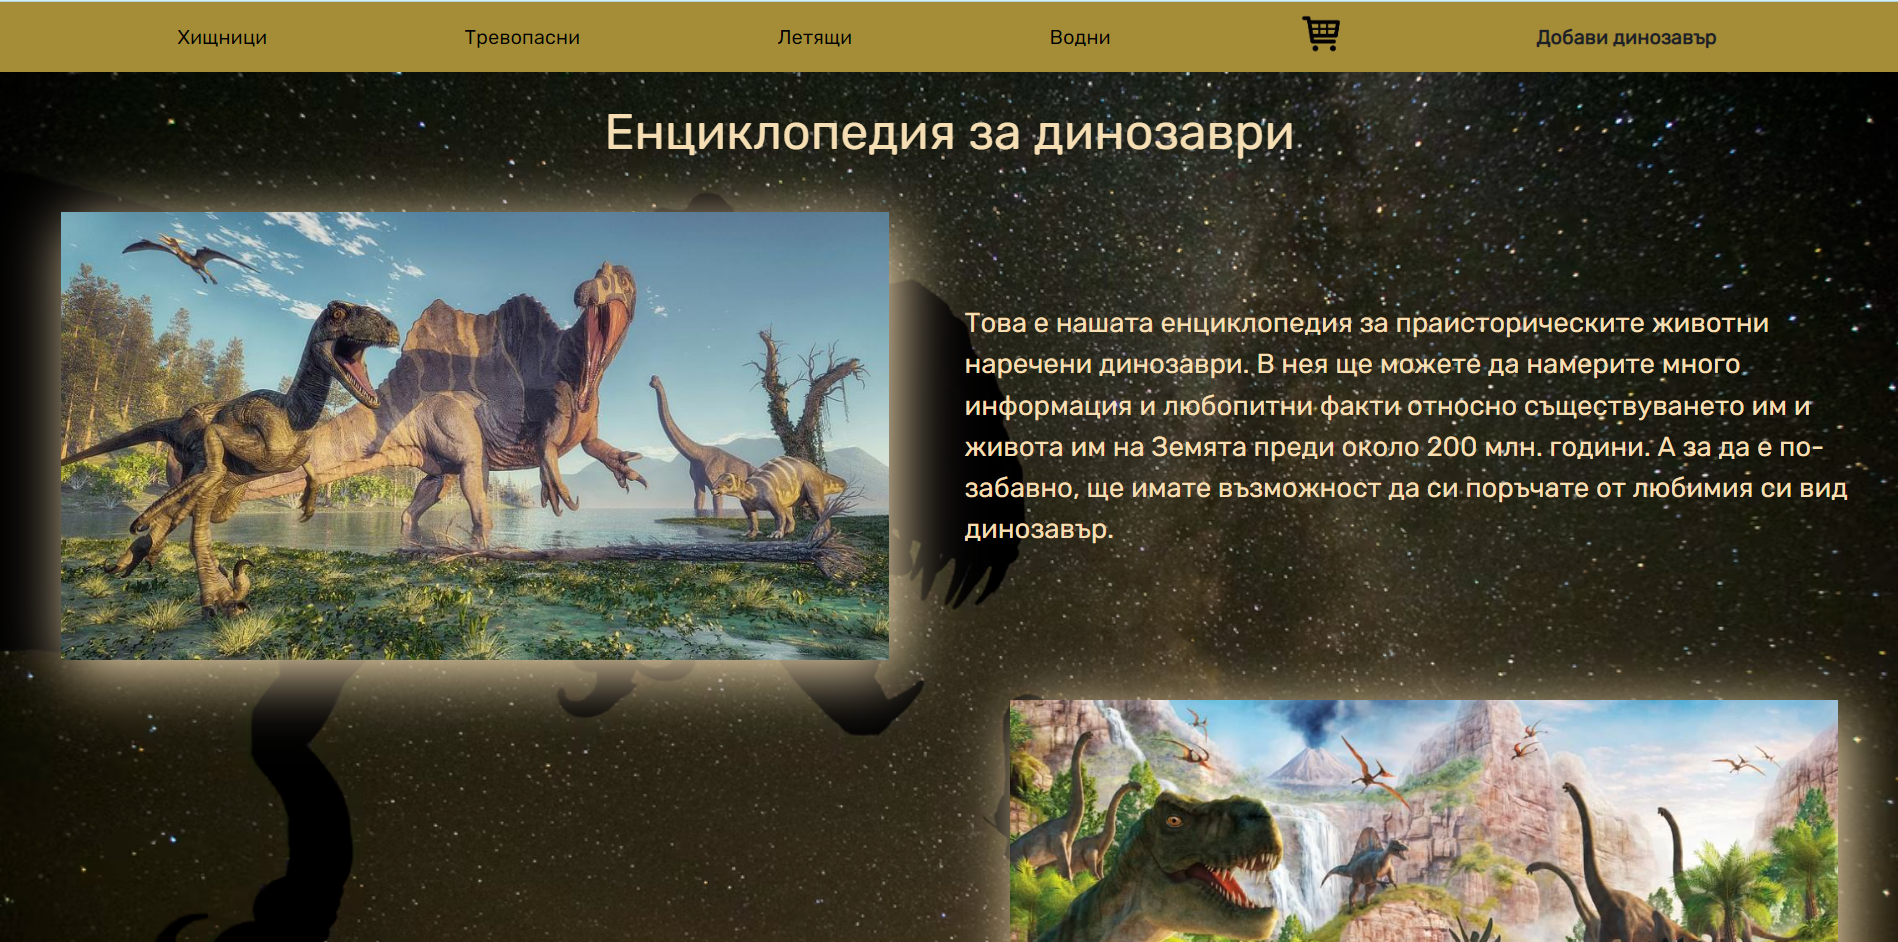 Хищници
Тревопасни
Летящи
Водни
Добави динозавър
Енциклопедия за динозаври
Това е нашата енциклопедия за праисторическите животни
наречени динозаври. В нея ще можете да намерите много
информация и любопитни факти относно съществуването им и
живота им на Земята преди около 200 млн. години. А за да е по-
забавно, ще имате възможност да си поръчате от любимия си вид
динозавър.